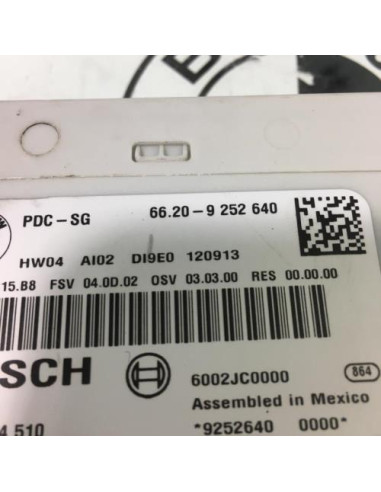 PDC-SG 66.20-9 252 640
HW04 AI02 DI9E0 120913
15.B8 FSV 04.0D.02 OSV 03.03.00 RES 00.00.00
SCH
6002JC0000 864
Assembled in Mexico
4 510 *9252640 0000*